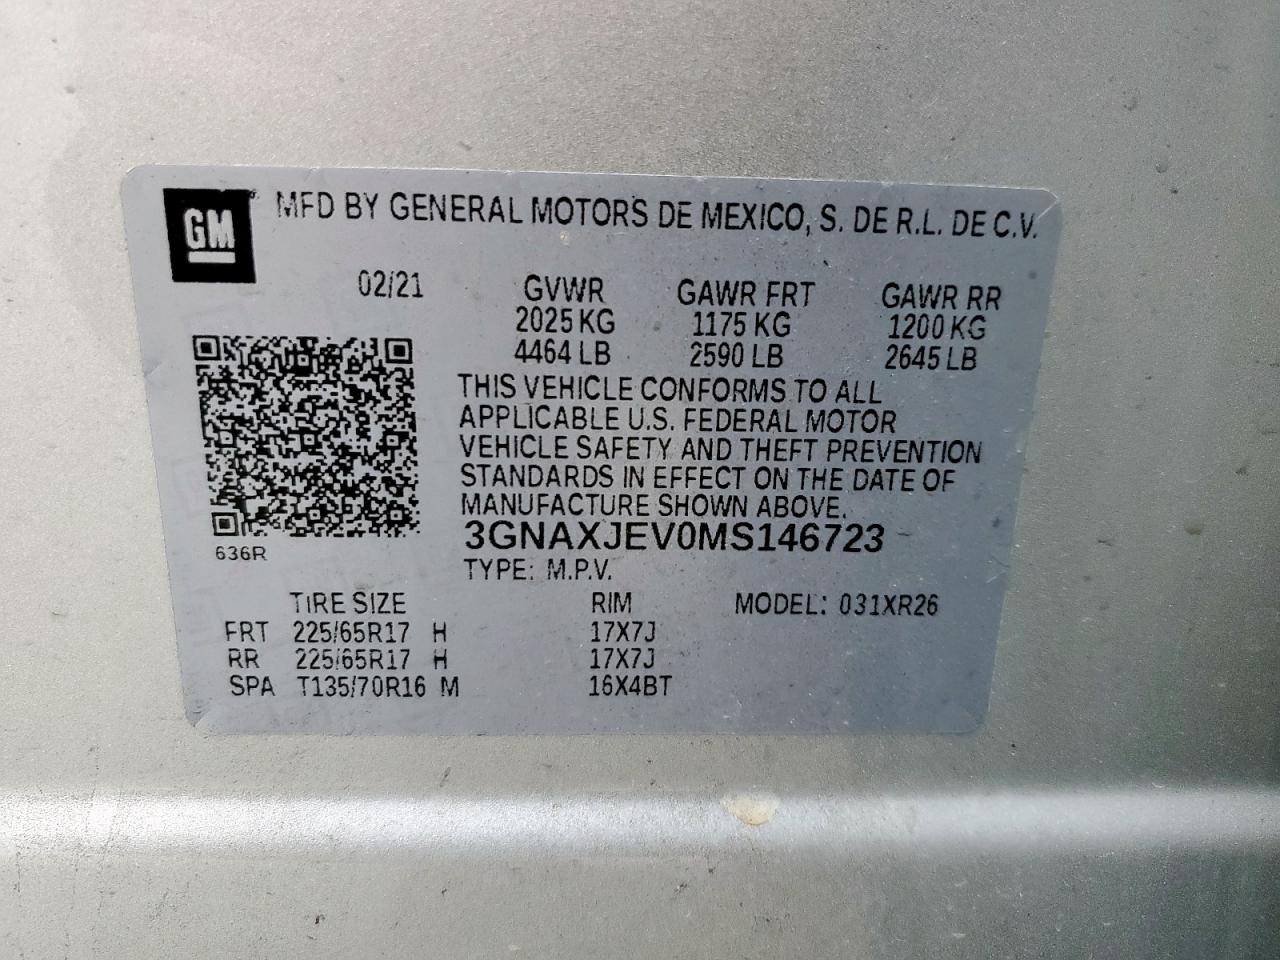 GM
MFD BY GENERAL MOTORS DE MEXICO, S. DE R.L. DE C.V.
02/21 GVWR GAWR FRT GAWR RR
2025 KG 1175 KG 1200 KG
4464 LB 2590 LB 2645 LB
THIS VEHICLE CONFORMS TO ALL
APPLICABLE U.S. FEDERAL MOTOR
VEHICLE SAFETY AND THEFT PREVENTION
STANDARDS IN EFFECT ON THE DATE OF
MANUFACTURE SHOWN ABOVE.
3GNAXJEV0MS146723
636R
TYPE: M.P.V.
TIRE SIZE RIM MODEL: 031XR26
FRT 225/65R17 H 17X7J
RR 225/65R17 H 17X7J
SPA T135/70R16 M 16X4BT